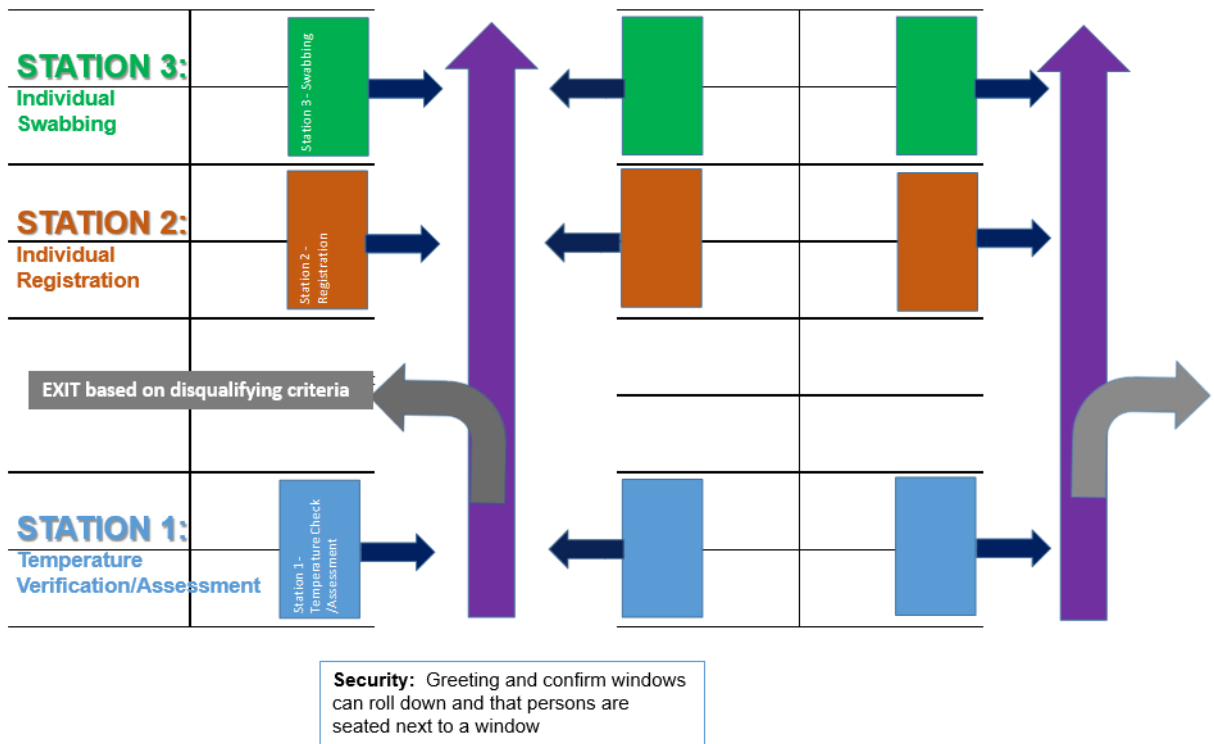 STATION 3:
Individual
Swabbing
Station 3 - Swabbing
STATION 2:
Individual
Registration
Station 2 -
Registration
EXIT based on disqualifying criteria
STATION 1:
Temperature
Verification/Assessment
Station 1-
Temperature Check
/Assessment
Security: Greeting and confirm windows
can roll down and that persons are
seated next to a window